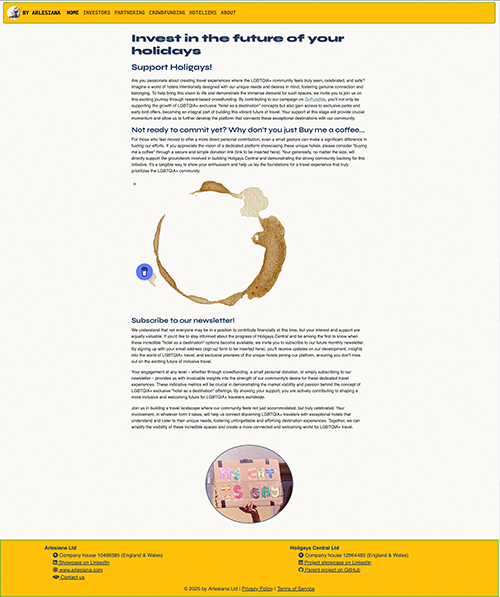 BY ARLESIANA HOME INVESTORS PARTNERING CROWDFUNDING HOTELIERS ABOUT
Invest in the future of your
holidays
Support Holigays!
Are you passionate about creating travel experiences where the LGBTQIA+ community feels truly seen, celebrated, and safe?
Imagine a world of hotels intentionally designed with our unique needs and desires in mind, fostering genuine connection and
belonging. To help bring this vision to life and demonstrate the immense demand for such spaces, we invite you to join us on
this exciting journey through reward-based crowdfunding. By contributing to our campaign on GoFundMe, you'll not only be
supporting the growth of LGBTQIA+ exclusive "hotel as a destination" concepts but also gain access to exclusive perks and
early bird offers, becoming an integral part of building this vibrant future of travel. Your support at this stage will provide crucial
momentum and allow us to further develop the platform that connects those exceptional destinations with our community.
Not ready to commit yet? Why don't you just Buy me a coffee...
For those who feel moved to offer a more direct personal contribution, even a small gesture can make a significant difference in
fueling our efforts. If you appreciate the vision of a dedicated platform showcasing these unique hotels, please consider "buying
me a coffee" through a secure and simple donation link (link to be inserted here). Your generosity, no matter the size, will
directly support the groundwork involved in building Holigays Central and demonstrating the strong community backing for this
initiative. It's a tangible way to show your enthusiasm and help us lay the foundations for a travel experience that truly
prioritizes the LGBTQIA+ community.
Subscribe to our newsletter!
We understand that not everyone may be in a position to contribute financially at this time, but your interest and support are
equally valuable. If you'd like to stay informed about the progress of Holigays Central and be among the first to know when
those incredible "hotel as a destination" options become available, we invite you to subscribe to our future monthly newsletter.
By signing up with your email address (sign-up form to be inserted here), you'll receive updates on our development, insights
into the world of LGBTQIA+ travel, and exclusive previews of the unique hotels joining our platform, ensuring you don't miss
out on the exciting future of inclusive travel.
Your engagement at any level – whether through crowdfunding, a small personal donation, or simply subscribing to our
newsletter – provides us with invaluable insights into the strength of our community's desire for these dedicated travel
experiences. These indicative metrics will be crucial in demonstrating the market viability and passion behind the concept of
LGBTQIA+ exclusive "hotel as a destination" offerings. By showing your support, you are actively contributing to shaping a
more inclusive and welcoming future for LGBTQIA+ travelers worldwide.
Join us in building a travel landscape where our community feels not just accommodated, but truly celebrated. Your
involvement, in whatever form it takes, will help us connect discerning LGBTQIA+ travelers with exceptional hotels that
understand and cater to their unique needs, fostering unforgettable and affirming destination experiences. Together, we can
amplify the visibility of these incredible spaces and create a more connected and welcoming world for LGBTQIA+ travel.
MY CAT
IS GAY
Arlesiana Ltd
Company house 10466386 (England & Wales)
Showcase on LinkedIn
www.arlesiana.com
Contact us
Holigays Central Ltd
Company house 12964483 (England & Wales)
Project showcase on LinkedIn
Parent project on GitHub
© 2025 by Arlesiana Ltd | Privacy Policy | Terms of Service